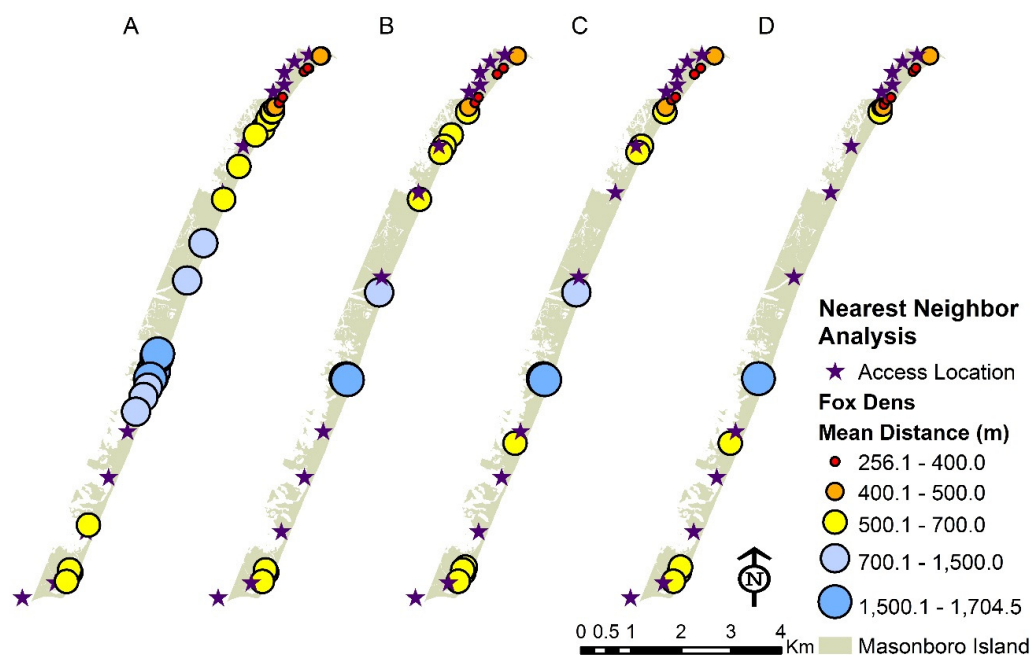 A B C D
Nearest Neighbor
Analysis
Access Location
Fox Dens
Mean Distance (m)
256.1 - 400.0
400.1 - 500.0
500.1 - 700.0
700.1 - 1,500.0
1,500.1 - 1,704.5
Masonboro Island
N
0 0.5 1 2 3 4
Km